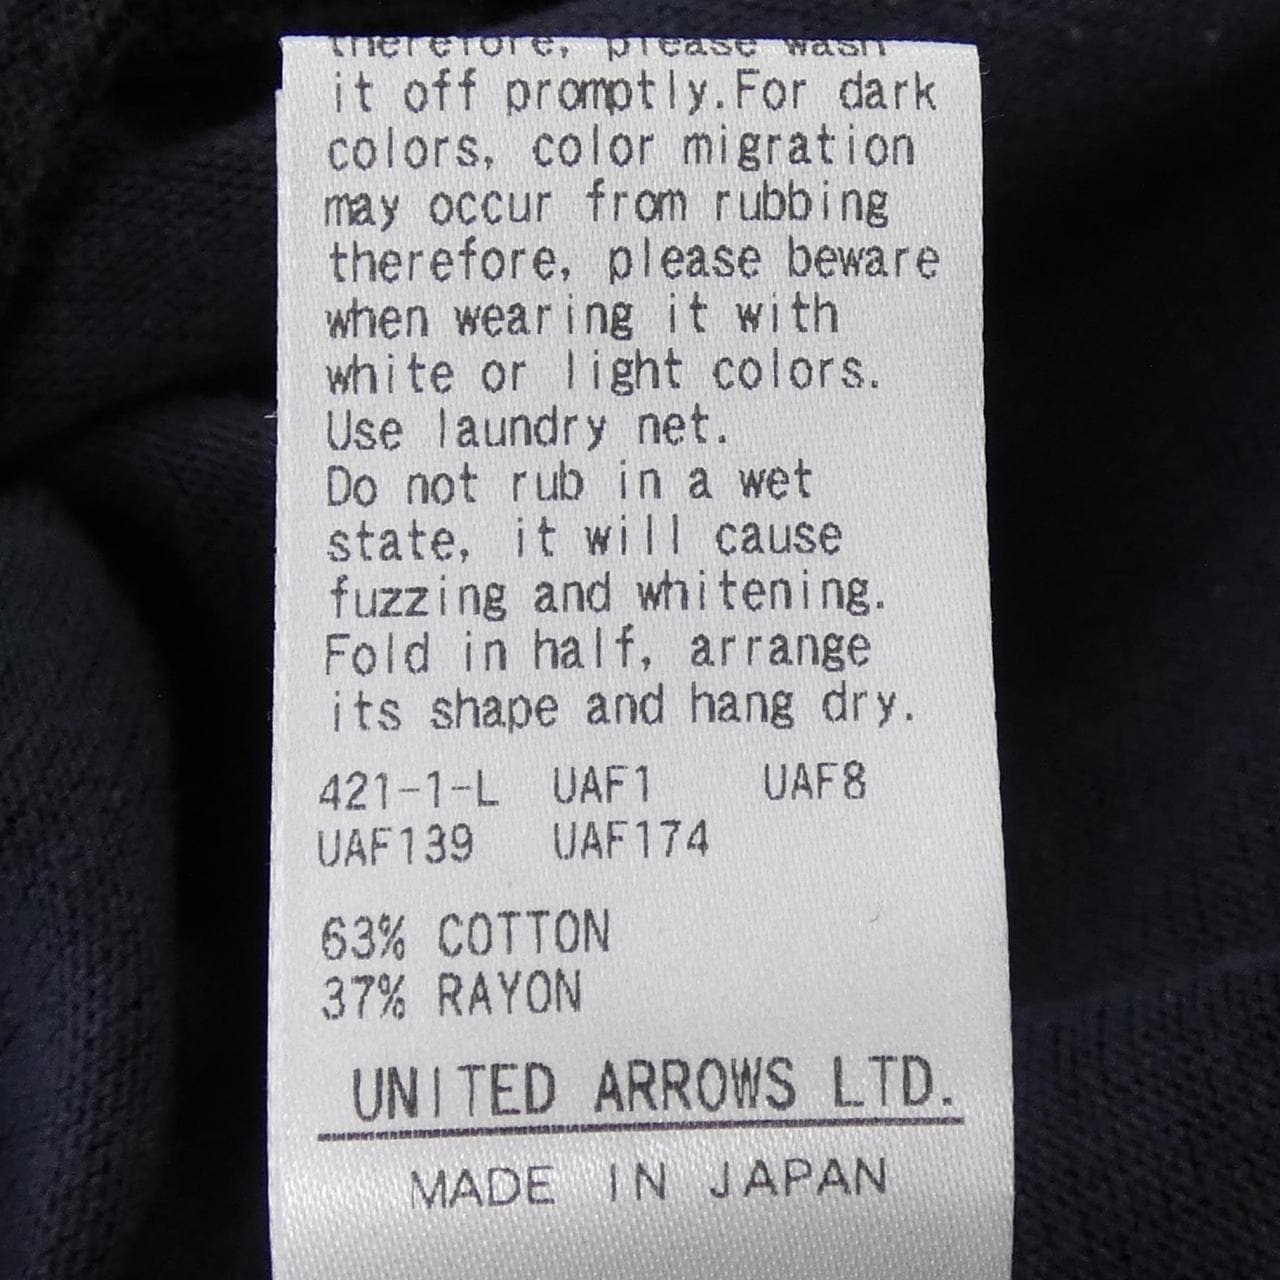 therefore, please wash
it off promptly.For dark
colors, color migration
may occur from rubbing
therefore, please beware
when wearing it with
white or light colors.
Use laundry net.
Do not rub in a wet
state, it will cause
fuzzing and whitening.
Fold in half, arrange
its shape and hang dry.
421-1-L UAF1 UAF8
UAF139 UAF174
63% COTTON
37% RAYON
UNITED ARROWS LTD.
MADE IN JAPAN